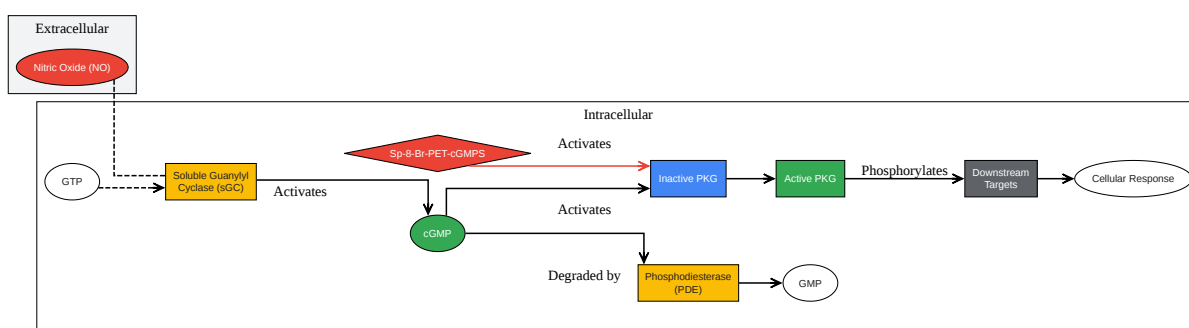 Extracellular
Nitric Oxide (NO)
Intracellular
Sp-8-Br-PET-cGMPS
Activates
GTP
Soluble Guanylyl
Cyclase (sGC)
Activates
Inactive PKG
Active PKG
Phosphorylates
Downstream
Targets
Cellular Response
Activates
cGMP
Degraded by
Phosphodiesterase
(PDE)
GMP